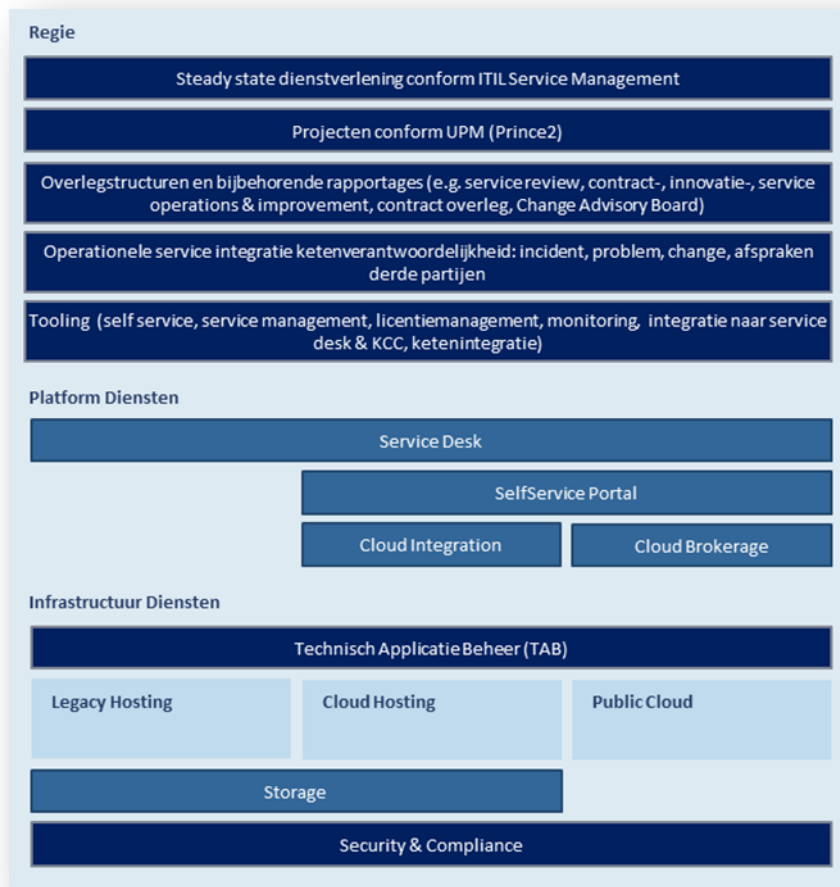 Regie
Steady state dienstverlening conform ITIL Service Management
Projecten conform UPM (Prince2)
Overlegstructuren en bijbehorende rapportages (e.g. service review, contract-, innovatie-, service
operations & improvement, contract overleg, Change Advisory Board)
Operationele service integratie ketenverantwoordelijkheid: incident, problem, change, afspraken
derde partijen
Tooling (self service, service management, licentiemanagement, monitoring, integratie naar service
desk & KCC, ketenintegratie)
Platform Diensten
Service Desk
SelfService Portal
Cloud Integration
Cloud Brokerage
Infrastructuur Diensten
Technisch Applicatie Beheer (TAB)
Legacy Hosting
Cloud Hosting
Public Cloud
Storage
Security & Compliance